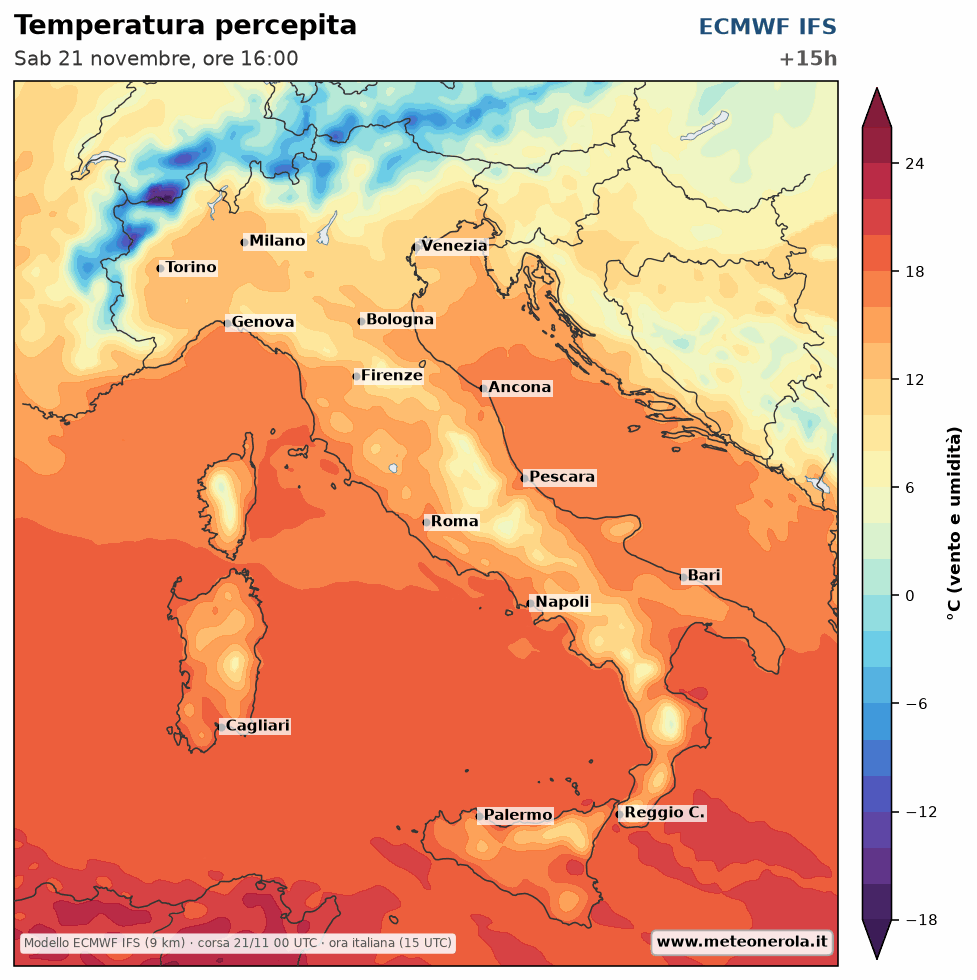 Temperatura percepita
ECMWF IFS
Sab 21 novembre, ore 16:00
+15h
Milano
Venezia
Torino
Genova
Bologna
Firenze
Ancona
Pescara
Roma
Bari
Napoli
Cagliari
Palermo
Reggio C.
24
18
12
6
0
−6
−12
−18
°C (vento e umidità)
Modello ECMWF IFS (9 km) · corsa 21/11 00 UTC · ora italiana (15 UTC)
www.meteonerola.it